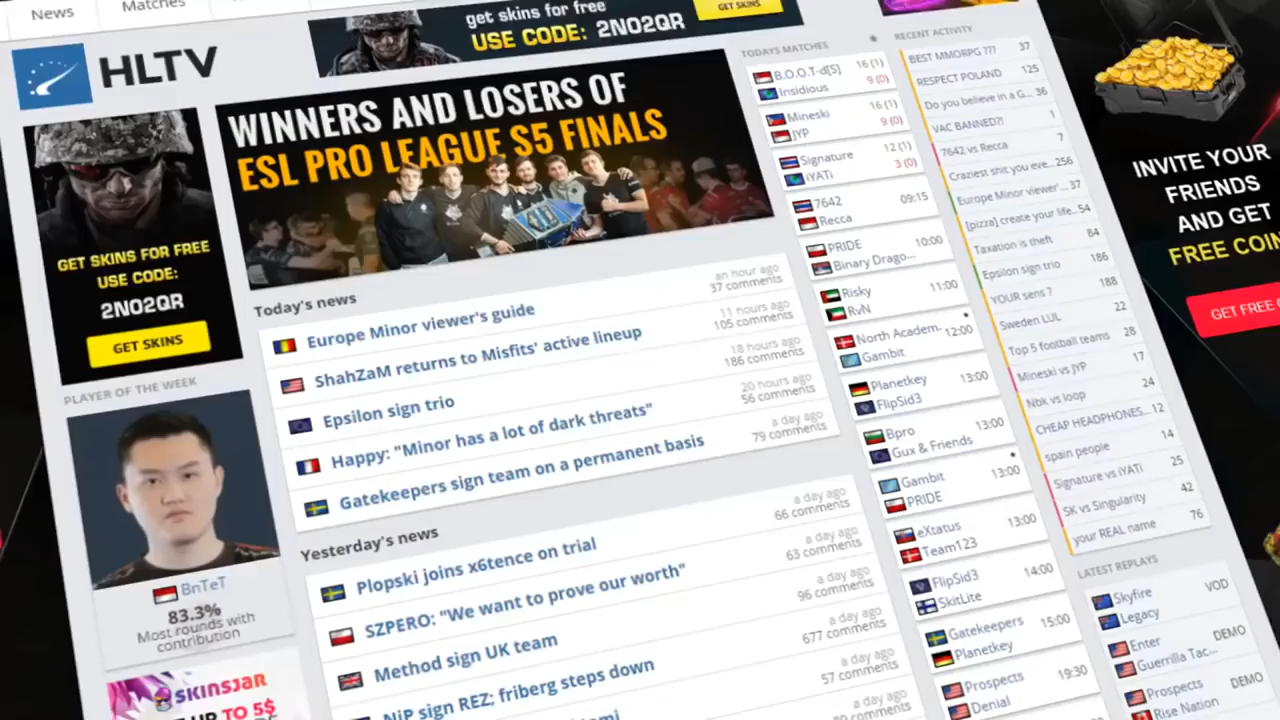 News
Matches
HLTV
get skins for free
USE CODE: 2NO2QR
GET SKINS
GET SKINS FOR FREE
USE CODE:
2NO2QR
GET SKINS
PLAYER OF THE WEEK
BnTeT
83.3%
Most rounds with
contribution
SKINSJAR
UP TO 5$
WINNERS AND LOSERS OF
ESL PRO LEAGUE S5 FINALS
Today's news
Europe Minor viewer's guide
an hour ago
37 comments
ShahZaM returns to Misfits' active lineup
11 hours ago
105 comments
Epsilon sign trio
18 hours ago
186 comments
Happy: "Minor has a lot of dark threats"
20 hours ago
56 comments
Gatekeepers sign team on a permanent basis
a day ago
79 comments
Yesterday's news
Plopski joins x6tence on trial
a day ago
66 comments
SZPERO: "We want to prove our worth"
a day ago
63 comments
Method sign UK team
a day ago
96 comments
NiP sign REZ; friberg steps down
a day ago
677 comments
a day ago
57 comments
a day ago
TODAYS MATCHES
B.O.O.T-d[S] 16 (1)
Insidious 9 (0)
Mineski 16 (1)
JYP 9 (0)
Signature 12 (1)
iYATi 3 (0)
7642 09:15
Recca
PRIDE 10:00
Binary Drago...
Risky 11:00
RvN
North Academ. 12:00
Gambit
Planetkey 13:00
FlipSid3
Bpro 13:00
Gux & Friends
Gambit 13:00
PRIDE
eXtatus 13:00
Team123
FlipSid3 14:00
SkitLite
Gatekeepers 15:00
Planetkey
Prospects 19:30
Denial
RECENT ACTIVITY
BEST MMORPG ??? 37
RESPECT POLAND 125
Do you believe in a G... 36
VAC BANNED?! 1
7642 vs Recca 7
Craziest shit you eve... 256
Europe Minor viewer'... 37
[pizza] create your life... 54
Taxation is theft 84
Epsilon sign trio 186
YOUR sens ? 188
Sweden LUL 22
Top 5 football teams 28
Mineski vs JYP 17
Nbk vs loop 24
CHEAP HEADPHONES... 12
spain people 14
Signature vs iYATi 25
SK vs Singularity 42
your REAL name 76
LATEST REPLAYS
Skyfire VOD
Legacy
Enter DEMO
Guerrilla Tac...
Prospects DEMO
Rise Nation
INVITE YOUR
FRIENDS
AND GET
FREE COIN
GET FREE